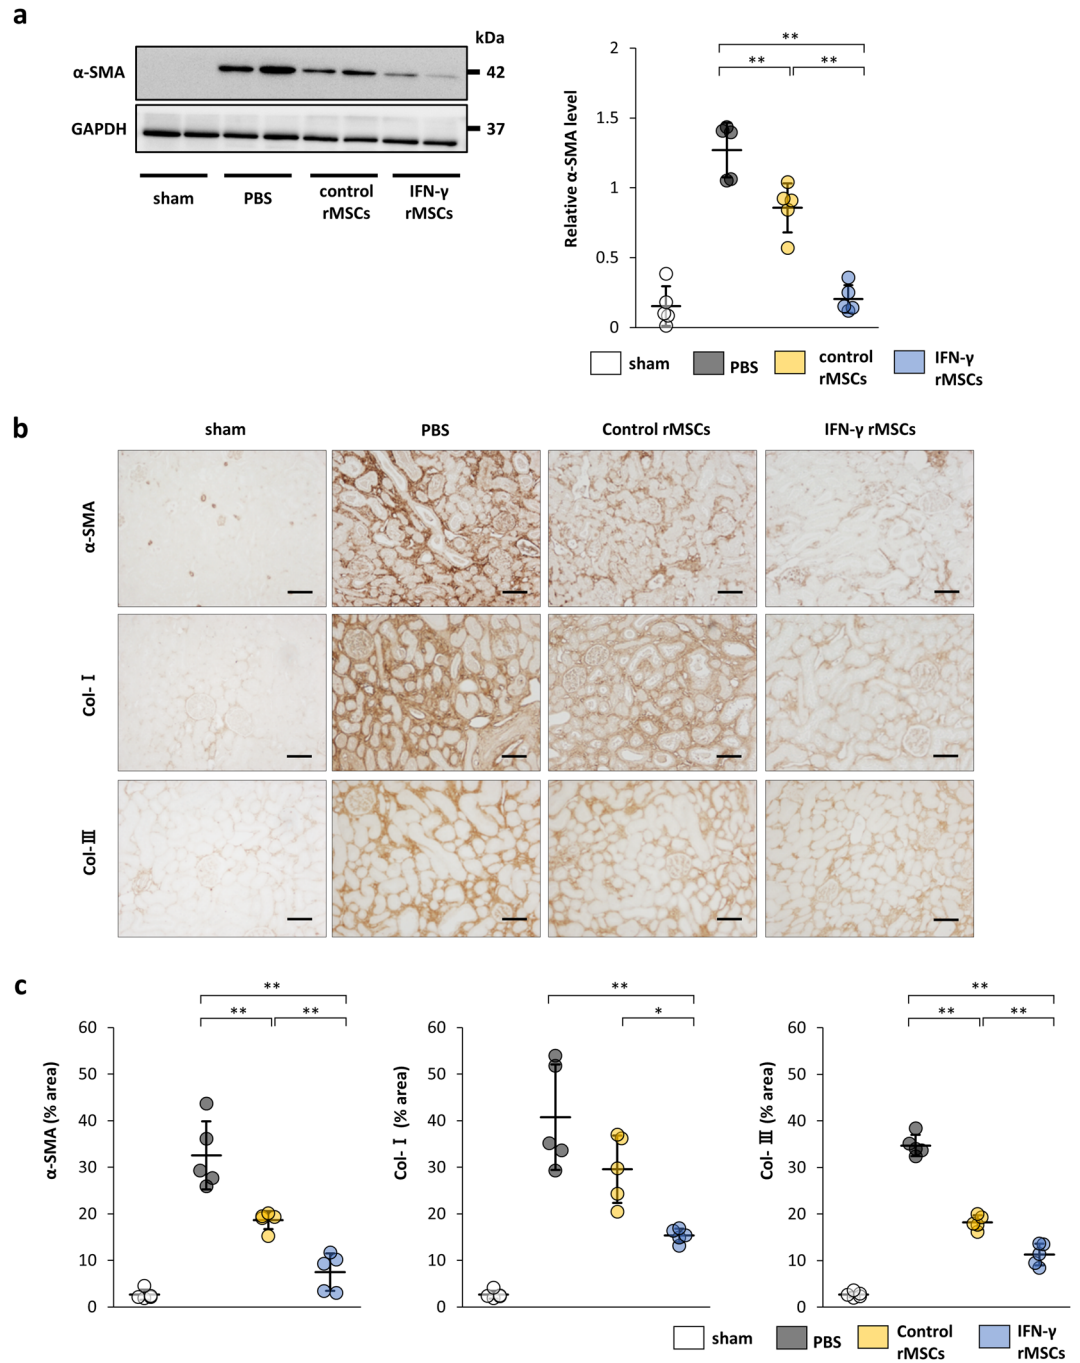 a
kDa
α-SMA
42
GAPDH
37
sham
PBS
control
rMSCs
IFN-γ
rMSCs
Relative α-SMA level
2
1.5
1
0.5
0
**
**
**
sham
PBS
control
rMSCs
IFN-γ
rMSCs
b
sham
PBS
Control rMSCs
IFN-γ rMSCs
α-SMA
Col-Ⅰ
Col-Ⅲ
c
α-SMA (% area)
60
50
40
30
20
10
0
**
**
**
Col-Ⅰ (% area)
60
50
40
30
20
10
0
**
*
Col-Ⅲ (% area)
60
50
40
30
20
10
0
**
**
**
sham
PBS
Control
rMSCs
IFN-γ
rMSCs